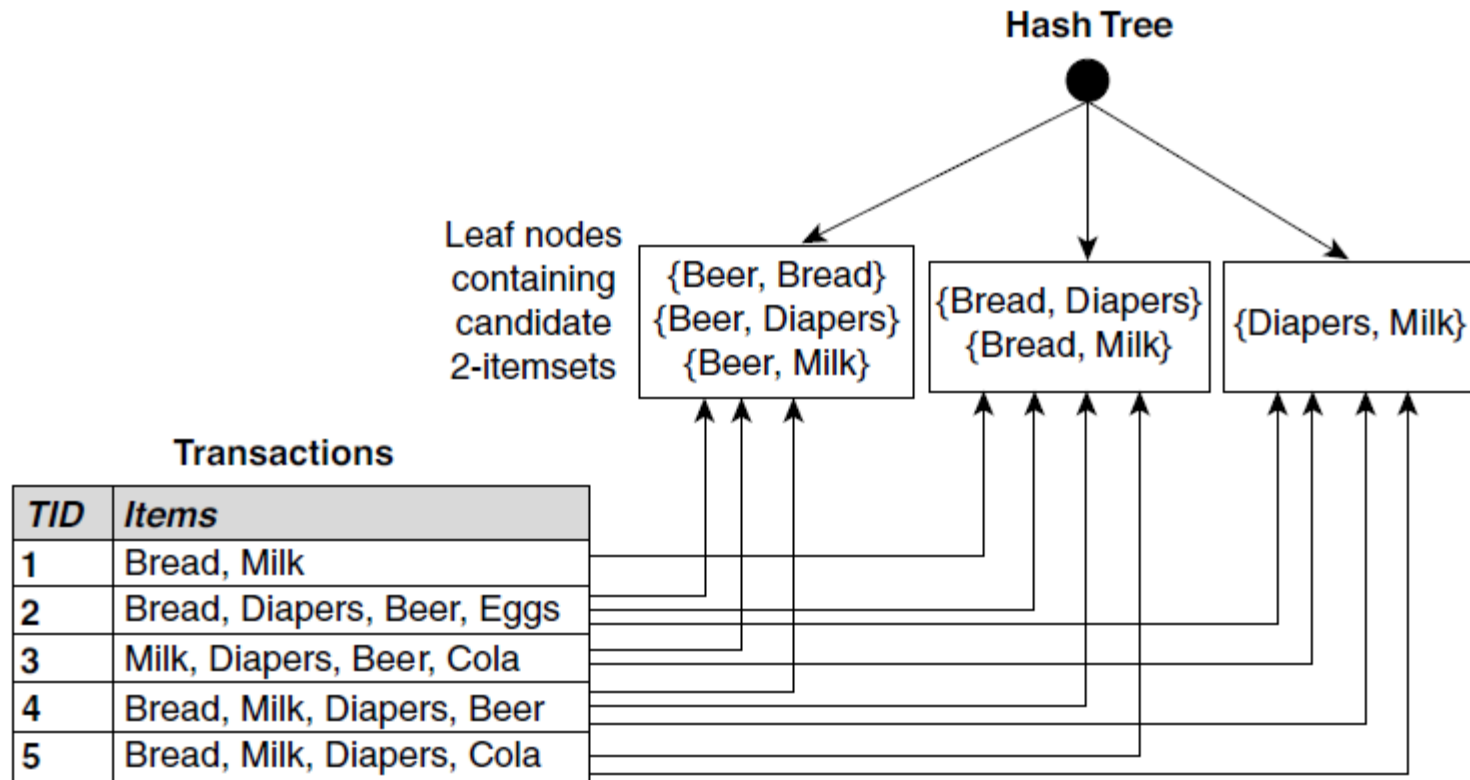 Hash Tree
Leaf nodes
containing
candidate
2-itemsets
{Beer, Bread}
{Beer, Diapers}
{Beer, Milk}
{Bread, Diapers}
{Bread, Milk}
{Diapers, Milk}
Transactions
TID Items
1 Bread, Milk
2 Bread, Diapers, Beer, Eggs
3 Milk, Diapers, Beer, Cola
4 Bread, Milk, Diapers, Beer
5 Bread, Milk, Diapers, Cola